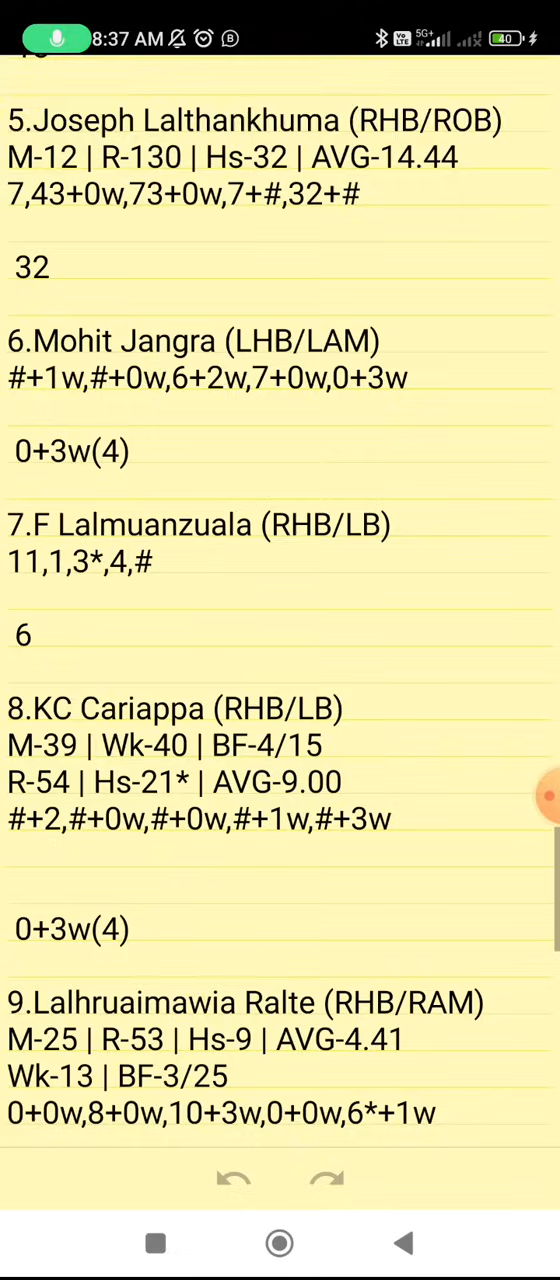 8:37 AM
5G+
40
5.Joseph Lalthankhuma (RHB/ROB)
M-12 | R-130 | Hs-32 | AVG-14.44
7,43+0w,73+0w,7+#,32+#
32
6.Mohit Jangra (LHB/LAM)
#+1w,#+0w,6+2w,7+0w,0+3w
0+3w(4)
7.F Lalmuanzuala (RHB/LB)
11,1,3*,4,#
6
8.KC Cariappa (RHB/LB)
M-39 | Wk-40 | BF-4/15
R-54 | Hs-21* | AVG-9.00
#+2,#+0w,#+0w,#+1w,#+3w
0+3w(4)
9.Lalhruaimawia Ralte (RHB/RAM)
M-25 | R-53 | Hs-9 | AVG-4.41
Wk-13 | BF-3/25
0+0w,8+0w,10+3w,0+0w,6*+1w